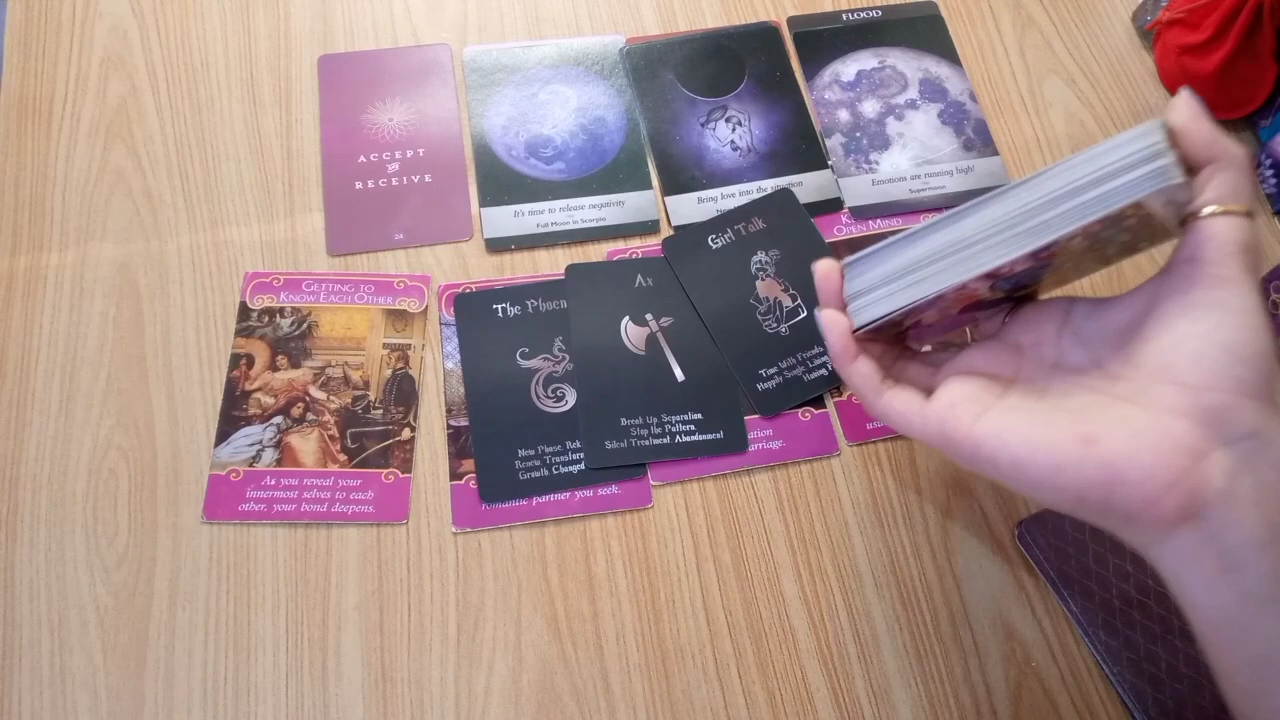 FLOOD
ACCEPT
TO
RECEIVE
24
It's time to release negativity
Full Moon in Scorpio
Bring love into the situation
Emotions are running high!
Supermoon
OPEN MIND
Girl Talk
Time With Friends
Happily Single, Living
Having
GETTING TO
KNOW EACH OTHER
As you reveal your
innermost selves to each
other, your bond deepens.
The Phoen
New Phase, Reb
Renew, Transfor
Growth, Changed
romantic partner you seek.
Ax
Break Up, Separation,
Stop the Pattern,
Silent Treatment, Abandonment
arriage.